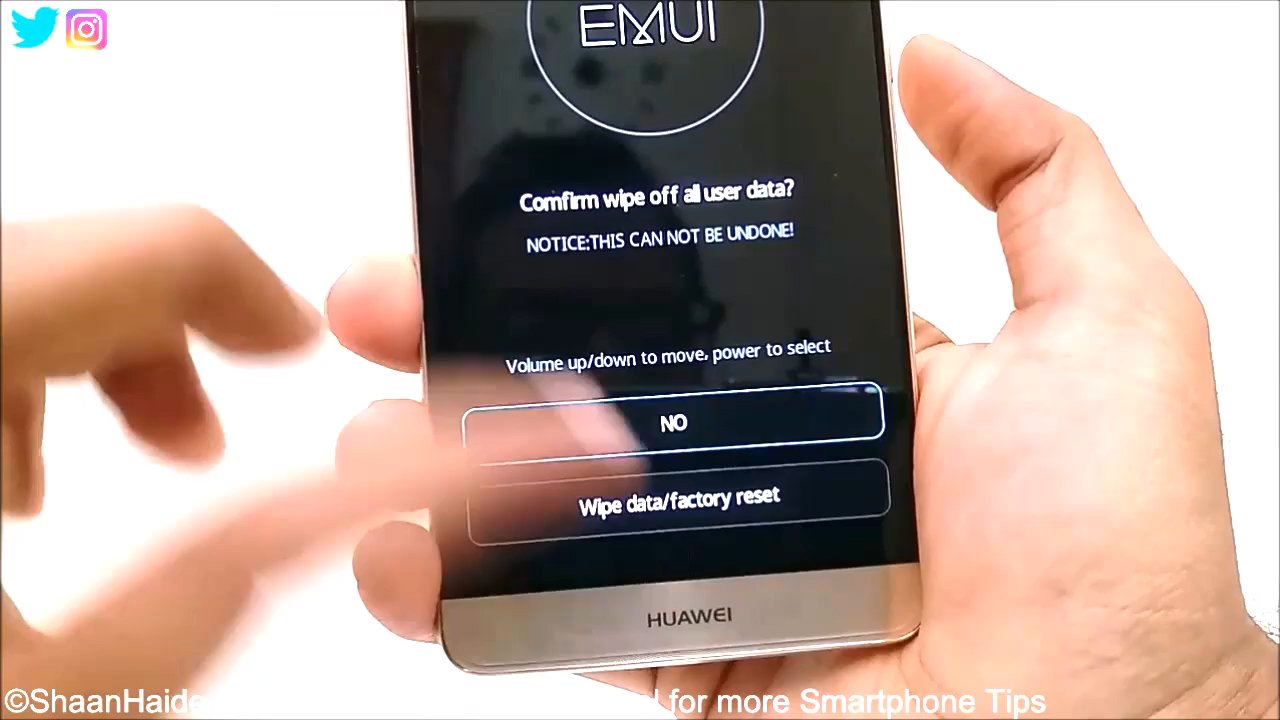 EMUI
Comfirm wipe off all user data?
NOTICE:THIS CAN NOT BE UNDONE!
Volume up/down to move, power to select
NO
Wipe data/factory reset
HUAWEI
©ShaanHaide for more Smartphone Tips